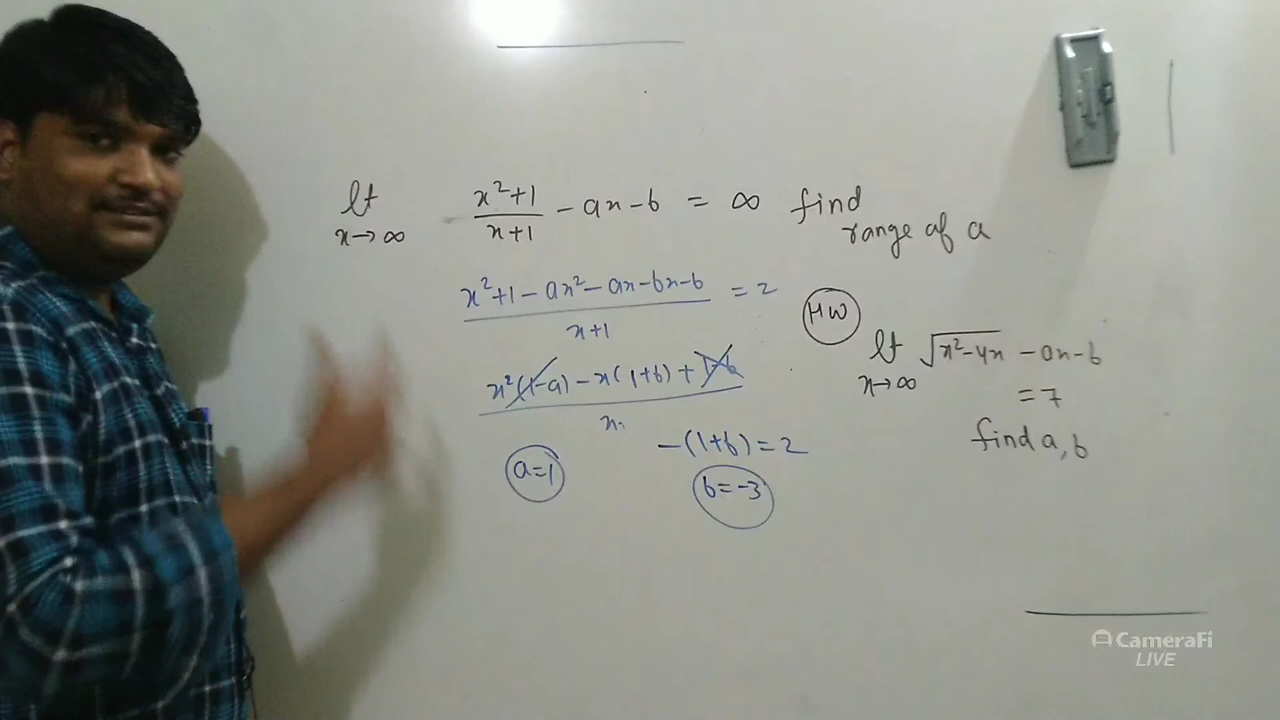 lt x→∞ x²+1/x+1 - ax-b = ∞ find
range of a
x²+1-ax²-ax-bx-b/x+1 = 2
x²(1-a) - x(1+b) + 1-b/x
a=1
-(1+b)=2
b=-3
HW
lt x→∞ √x²-4x - ax-b
=7
find a,b
CameraFi
LIVE